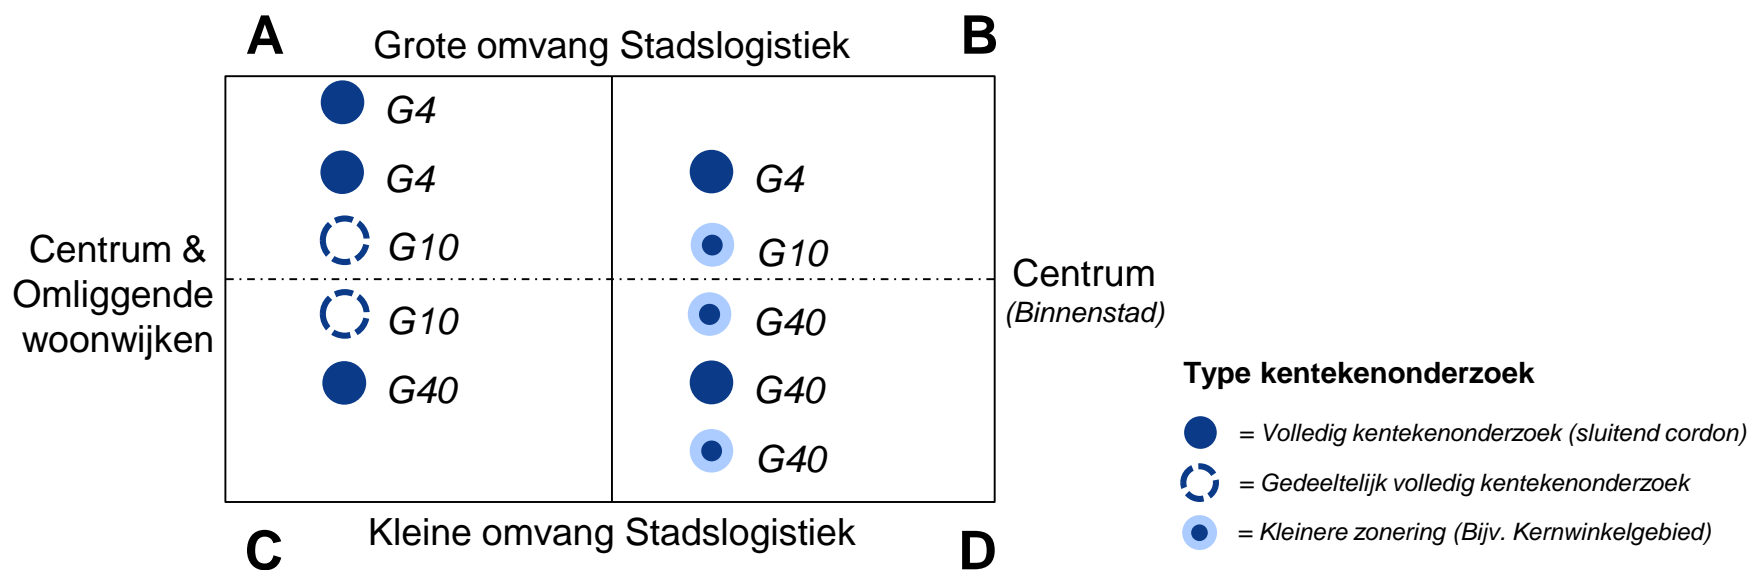 A
Grote omvang Stadslogistiek
B
G4
G4
G4
G10
G10
Centrum &
Omliggende
woonwijken
Centrum
(Binnenstad)
G10
G40
G40
G40
G40
C
Kleine omvang Stadslogistiek
D
Type kentekenonderzoek
= Volledig kentekenonderzoek (sluitend cordon)
= Gedeeltelijk volledig kentekenonderzoek
= Kleinere zonering (Bijv. Kernwinkelgebied)